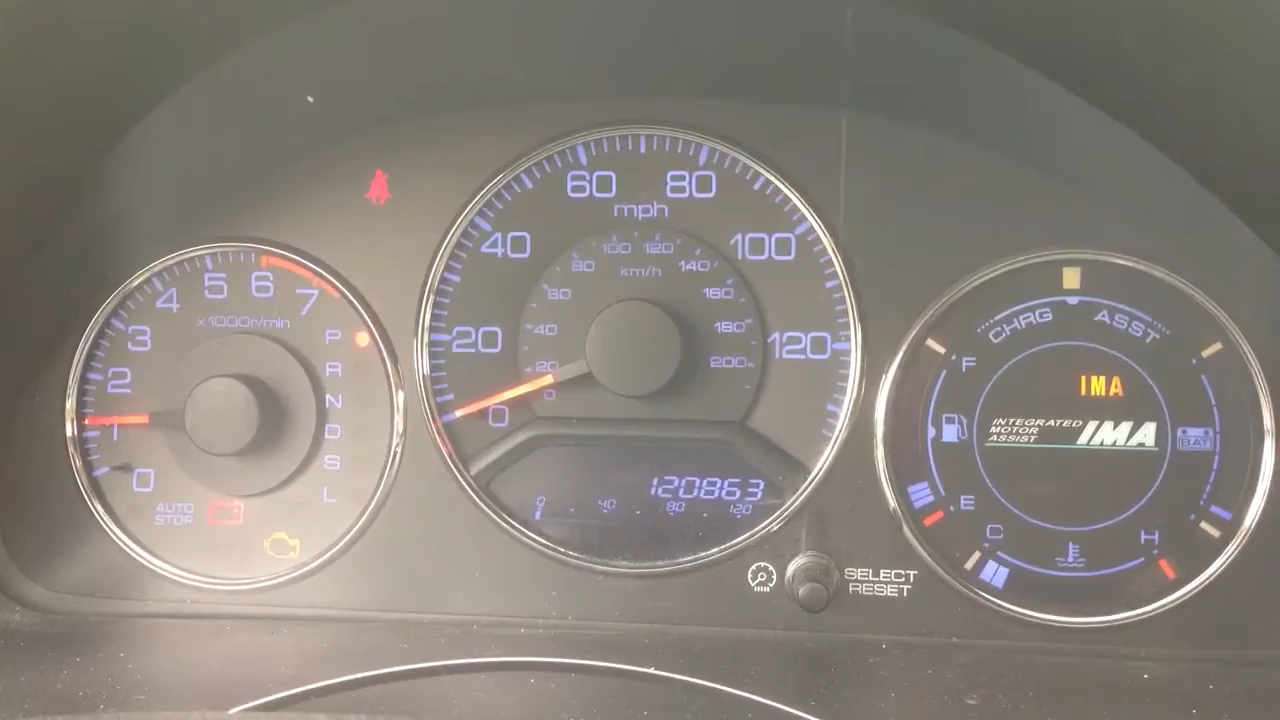 0
1
2
3
4
5
6
7
x1000r/min
P
R
N
D
S
L
AUTO
STOP
0
20
40
60
80
100
120
mph
0
20
40
60
80
100
120
140
160
180
200
km/h
120863
0
40
80
120
SELECT
RESET
CHRG
ASST
F
E
IMA
INTEGRATED
MOTOR
ASSIST
IMA
BAT
C
H